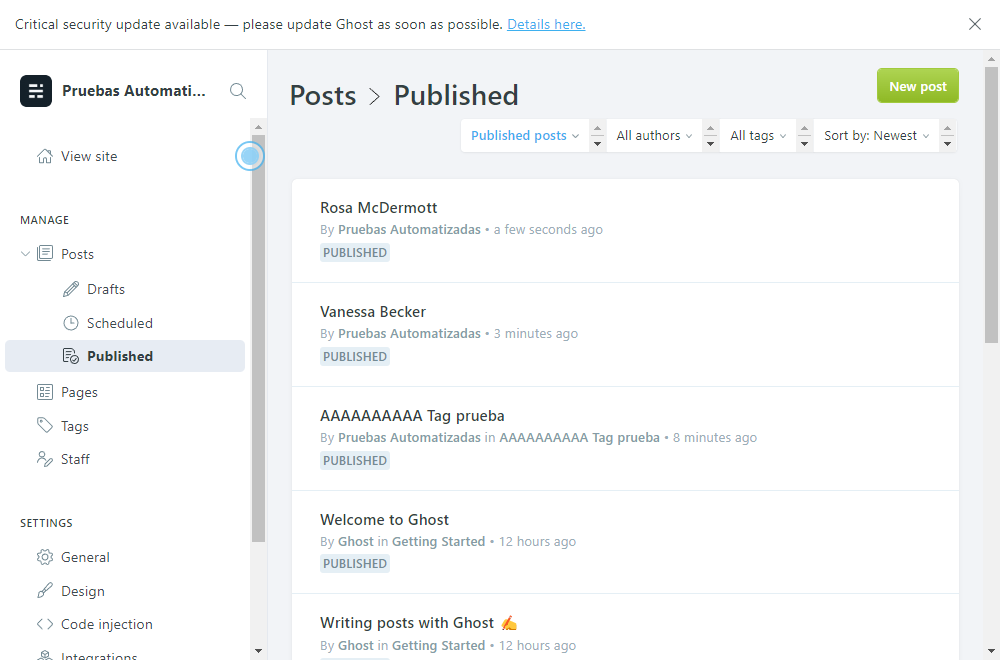 Critical security update available — please update Ghost as soon as possible. Details here.
Pruebas Automati...
View site
MANAGE
Posts
Drafts
Scheduled
Published
Pages
Tags
Staff
SETTINGS
General
Design
Code injection
Integrations
Posts > Published
New post
Published posts
All authors
All tags
Sort by: Newest
Rosa McDermott
By Pruebas Automatizadas • a few seconds ago
PUBLISHED
Vanessa Becker
By Pruebas Automatizadas • 3 minutes ago
PUBLISHED
AAAAAAAAAA Tag prueba
By Pruebas Automatizadas in AAAAAAAAAA Tag prueba • 8 minutes ago
PUBLISHED
Welcome to Ghost
By Ghost in Getting Started • 12 hours ago
PUBLISHED
Writing posts with Ghost ✍️
By Ghost in Getting Started • 12 hours ago